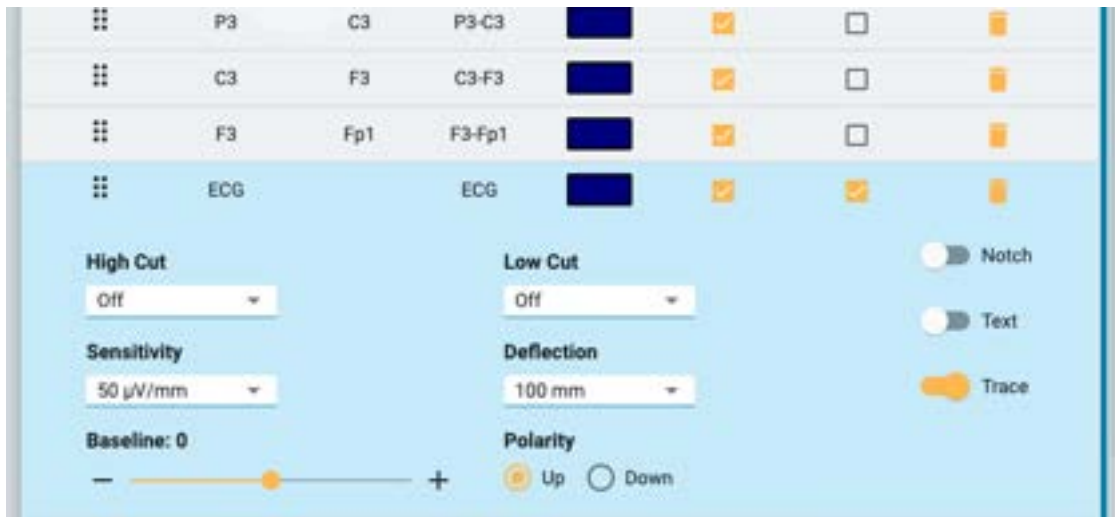 P3 C3 P3-C3
C3 F3 C3-F3
F3 Fp1 F3-Fp1
ECG ECG
High Cut Low Cut Notch
Off Off
Text
Sensitivity Deflection
50 µV/mm 100 mm Trace
Baseline: 0 Polarity
− + Up Down